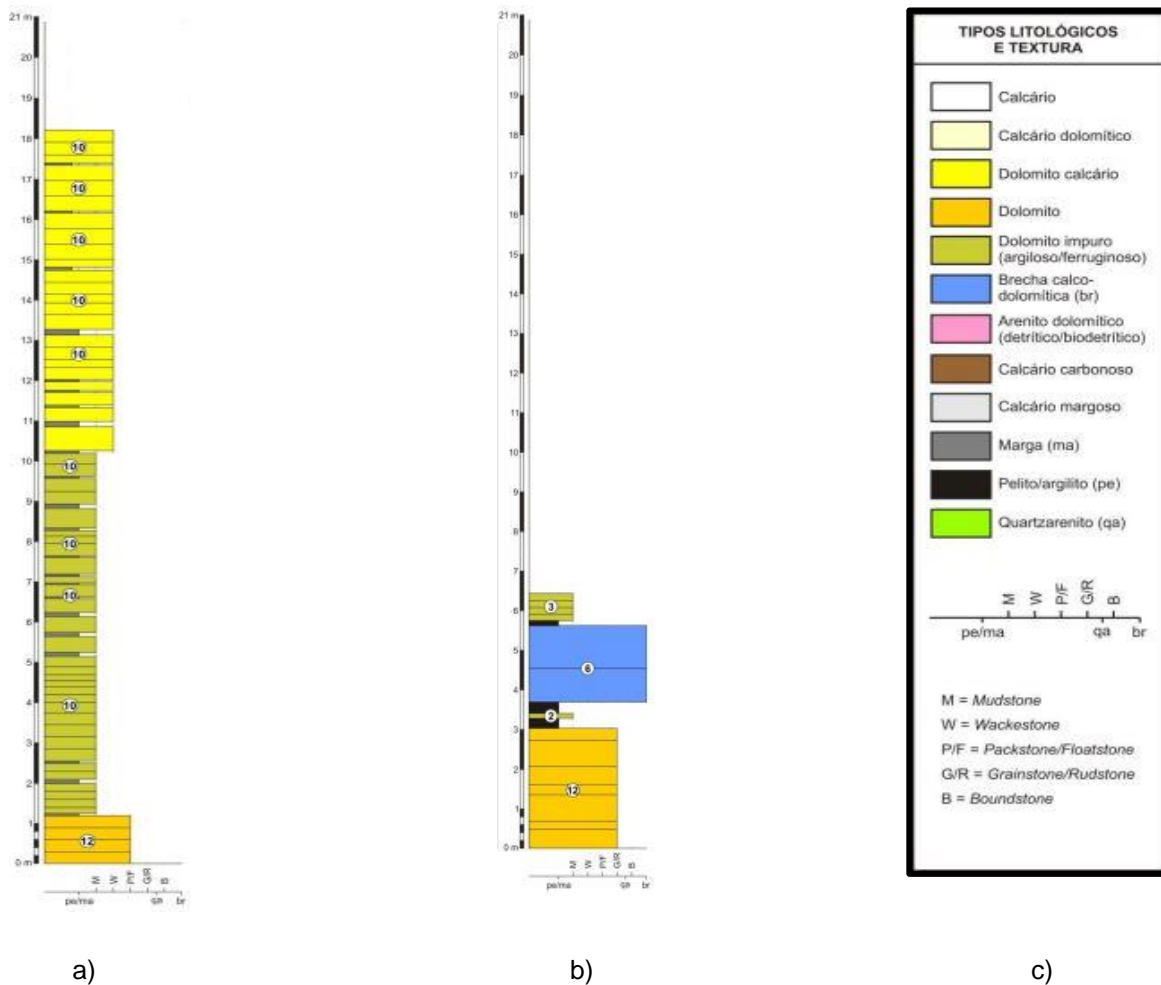 21 m
20
19
18
17
16
15
14
13
12
11
10
9
8
7
6
5
4
3
2
1
0 m
10
10
10
10
10
10
10
10
10
12
M
W
P/F
G/R
B
pe/ma
qa
br
a)
21 m
20
19
18
17
16
15
14
13
12
11
10
9
8
7
6
5
4
3
2
1
0 m
3
6
2
12
M
W
P/F
G/R
B
pe/ma
qa
br
b)
TIPOS LITOLÓGICOS
E TEXTURA
Calcário
Calcário dolomítico
Dolomito calcário
Dolomito
Dolomito impuro
(argiloso/ferruginoso)
Brecha calco-
dolomítica (br)
Arenito dolomítico
(detrítico/biodetrítico)
Calcário carbonoso
Calcário margoso
Marga (ma)
Pelito/argilito (pe)
Quartzarenito (qa)
M
W
P/F
G/R
B
pe/ma
qa
br
M = Mudstone
W = Wackestone
P/F = Packstone/Floatstone
G/R = Grainstone/Rudstone
B = Boundstone
c)